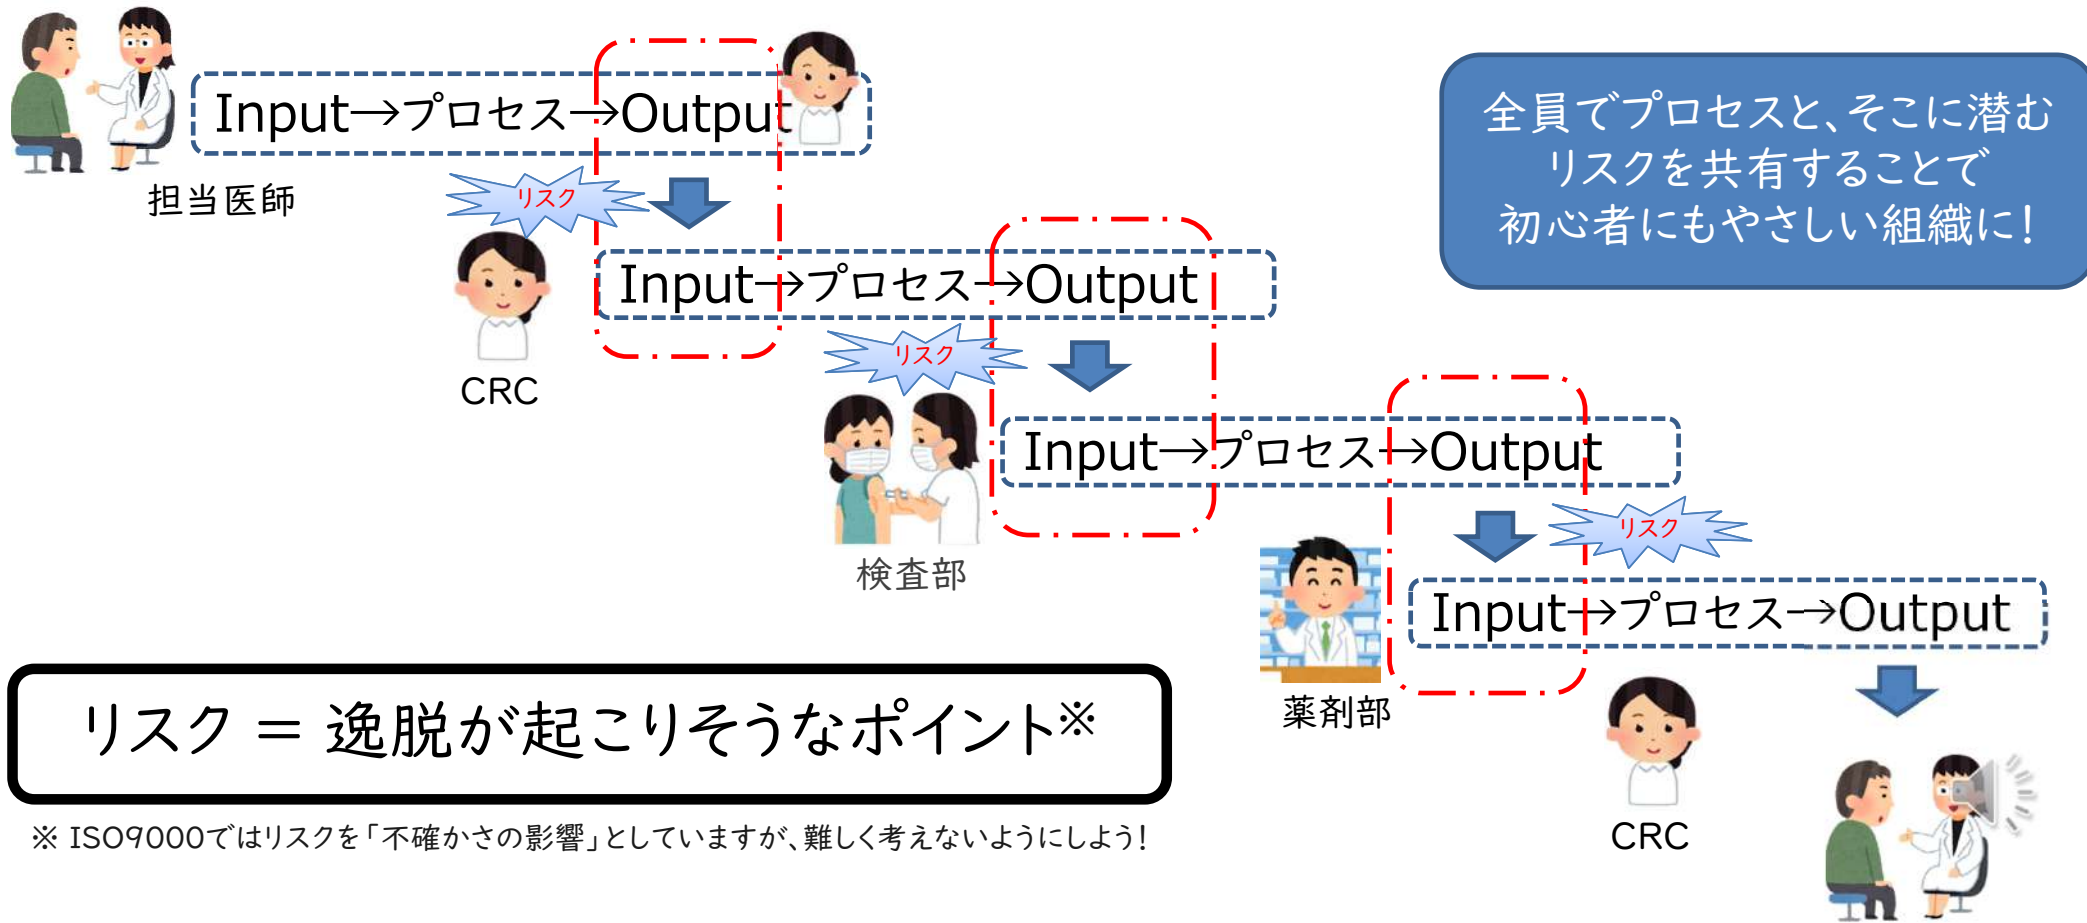 Input→プロセス→Output
担当医師
全員でプロセスと、そこに潜む
リスクを共有することで
初心者にもやさしい組織に!
リスク
Input→プロセス→Output
CRC
リスク
Input→プロセス→Output
検査部
リスク
Input→プロセス→Output
薬剤部
CRC
リスク = 逸脱が起こりそうなポイント※
※ ISO9000ではリスクを「不確かさの影響」としていますが、難しく考えないようにしよう!